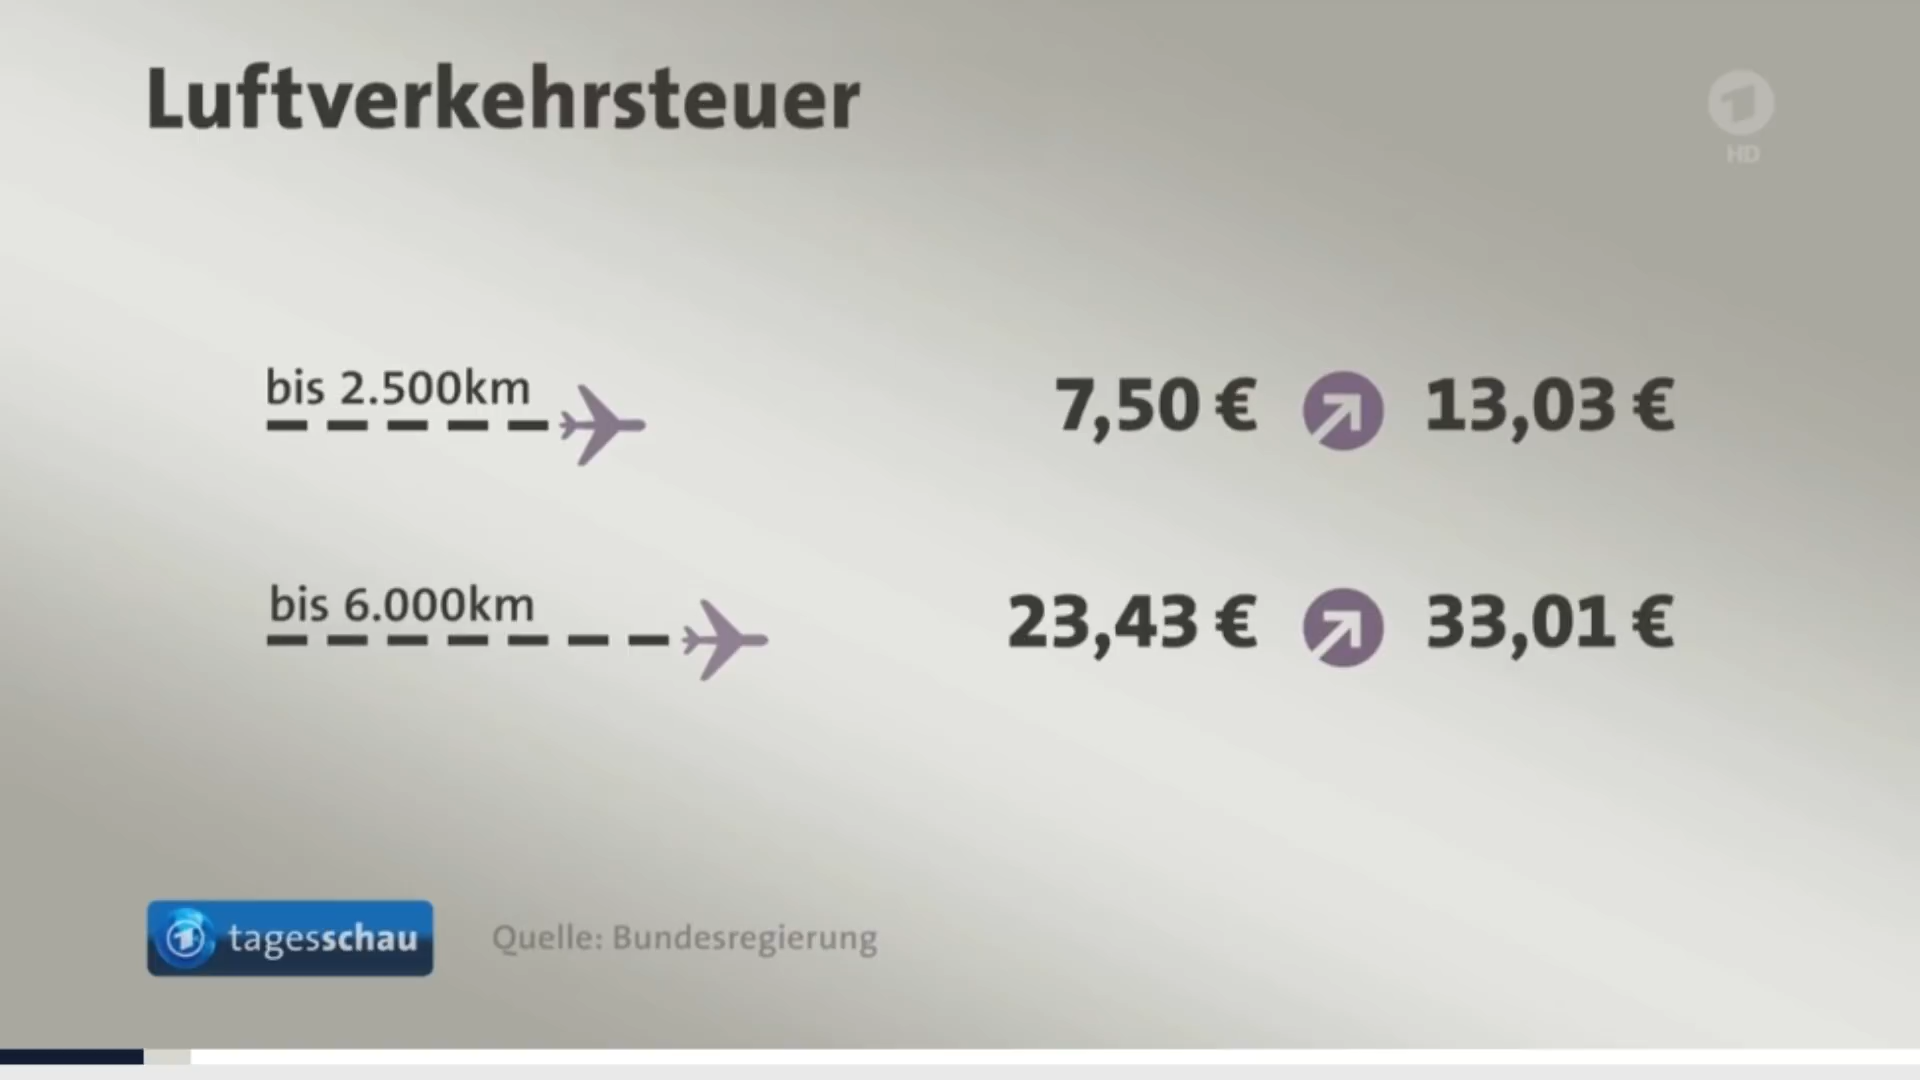 Luftverkehrsteuer
HD
bis 2.500km
7,50 € 13,03 €
bis 6.000km
23,43 € 33,01 €
tagesschau
Quelle: Bundesregierung